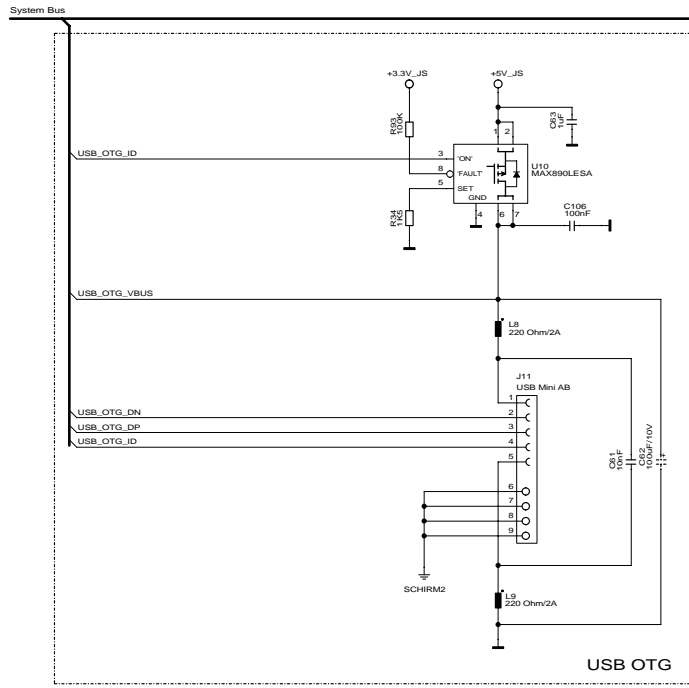 System Bus
+3.3V_JS
+5V_JS
R93
100K
C63
1uF
1 2
USB_OTG_ID
3 'ON'
U10
MAX890LESA
8 'FAULT'
5 SET
GND
R34
1K5
4 6 7
C106
100nF
USB_OTG_VBUS
L8
220 Ohm/2A
J11
USB Mini AB
1
USB_OTG_DN
2
USB_OTG_DP
3
USB_OTG_ID
4
5
C61
10nF
C62
100uF/10V
+
6
7
8
9
SCHIRM2
L9
220 Ohm/2A
USB OTG